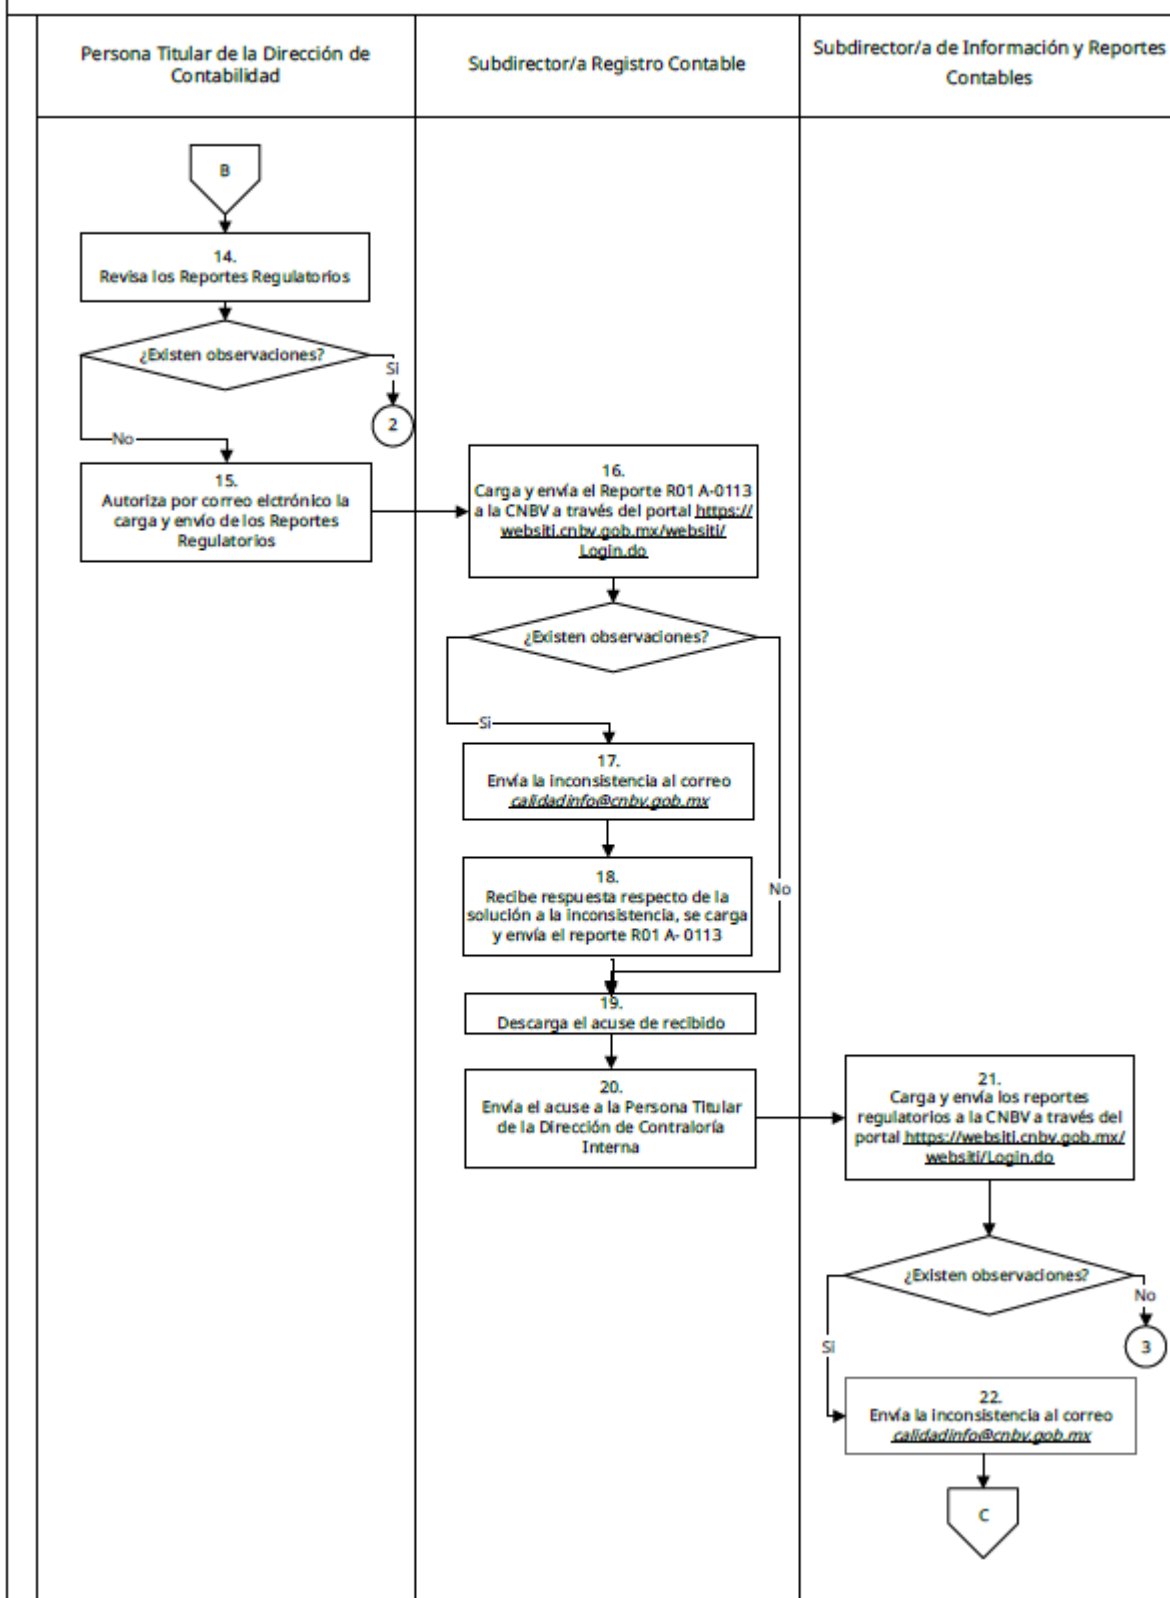 Persona Titular de la Dirección de
Contabilidad
Subdirector/a Registro Contable
Subdirector/a de Información y Reportes
Contables
B
14.
Revisa los Reportes Regulatorios
¿Existen observaciones?
Si
2
No
15.
Autoriza por correo elctrónico la
carga y envío de los Reportes
Regulatorios
16.
Carga y envía el Reporte R01 A-0113
a la CNBV a través del portal https://
websiti.cnbv.gob.mx/websiti/
Login.do
¿Existen observaciones?
Si
17.
Envía la inconsistencia al correo
calidadinfo@cnbv.gob.mx
18.
Recibe respuesta respecto de la
solución a la inconsistencia, se carga
y envía el reporte R01 A- 0113
No
19.
Descarga el acuse de recibido
20.
Envía el acuse a la Persona Titular
de la Dirección de Contraloría
Interna
21.
Carga y envía los reportes
regulatorios a la CNBV a través del
portal https://websiti.cnbv.gob.mx/
websiti/Login.do
¿Existen observaciones?
No
3
Si
22.
Envía la inconsistencia al correo
calidadinfo@cnbv.gob.mx
C